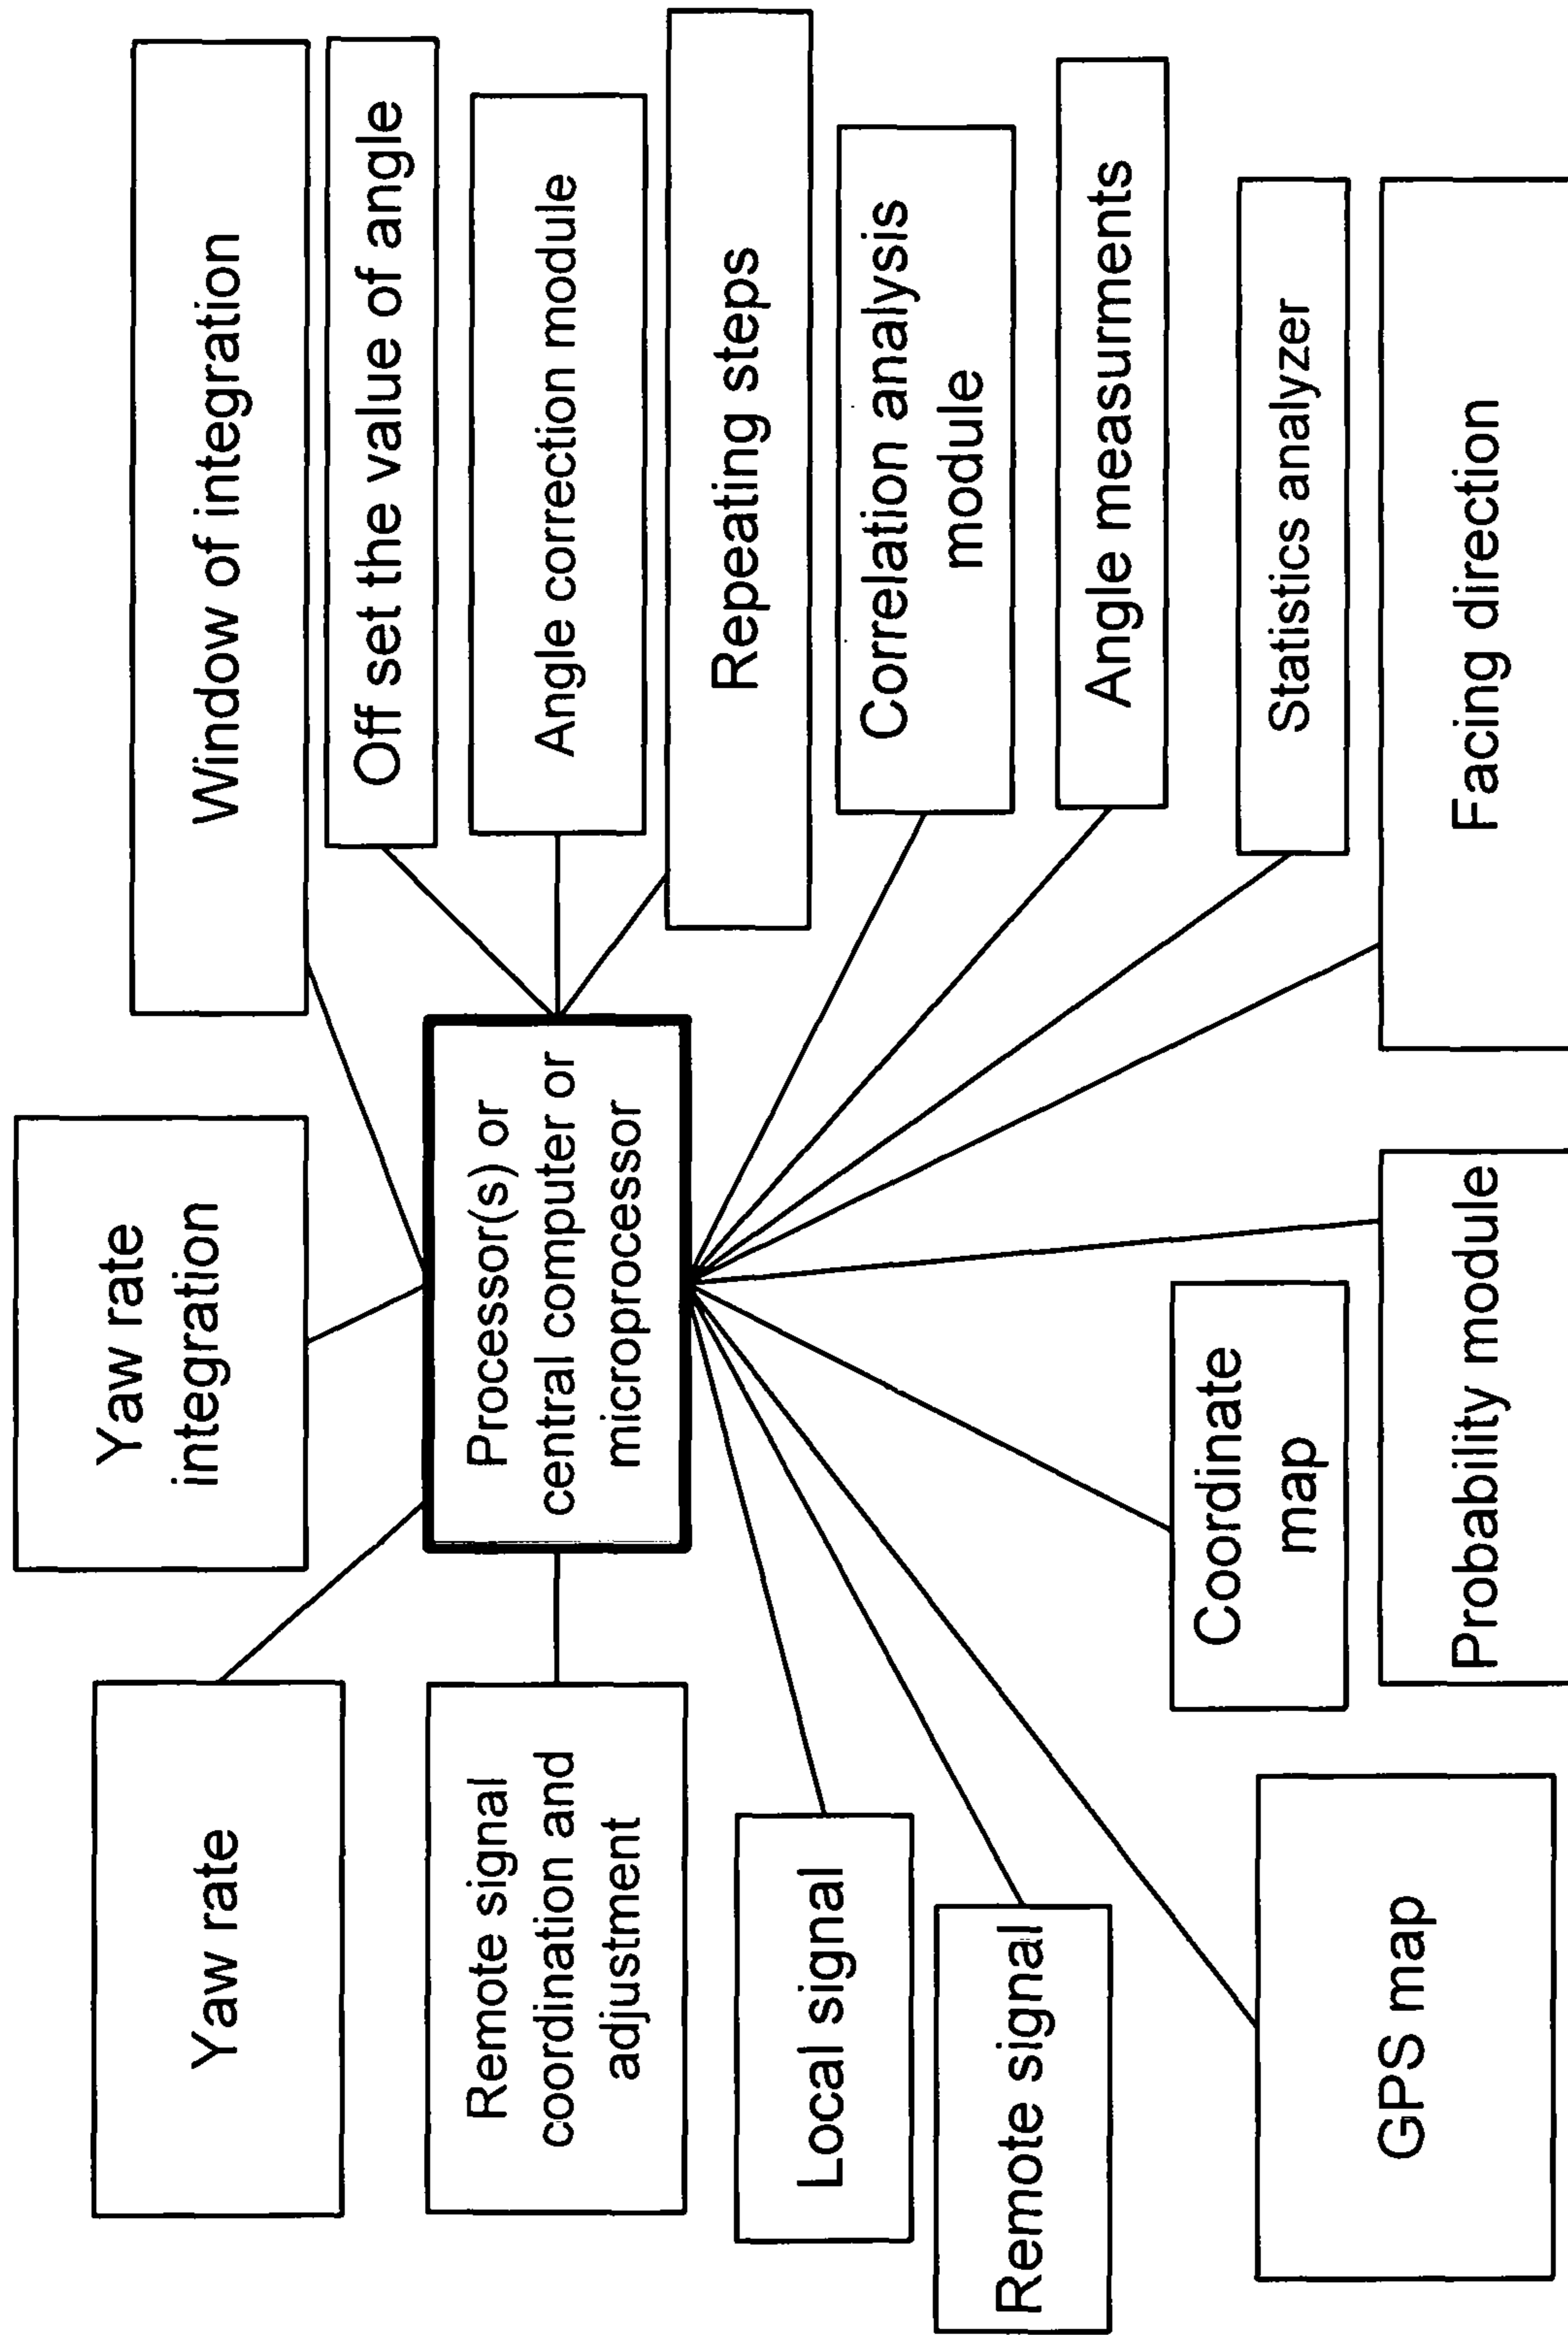 Yaw rate
Yaw rate
integration
Window of integration
Off set the value of angle
Angle correction module
Repeating steps
Correlation analysis
module
Angle measurments
Statistics analyzer
Facing direction
Processor(s) or
central computer or
microprocessor
Remote signal
coordination and
adjustment
Local signal
Remote signal
GPS map
Coordinate
map
Probability module